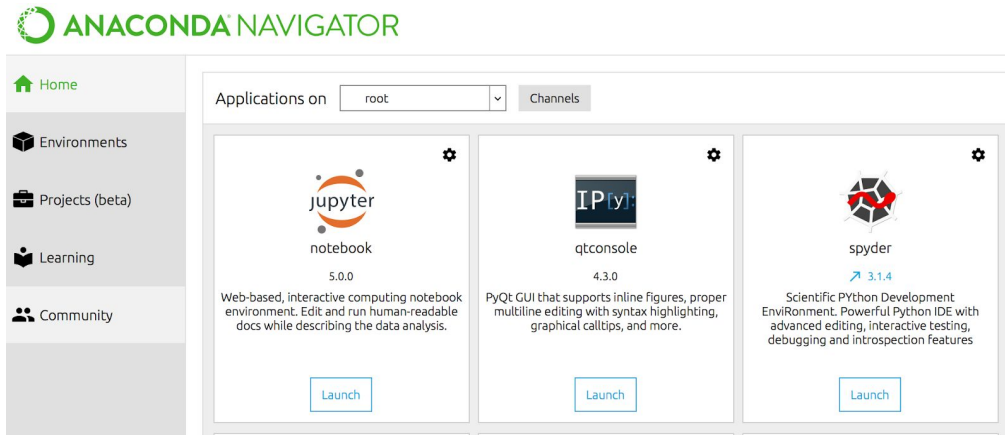 ANACONDA NAVIGATOR
Home
Environments
Projects (beta)
Learning
Community
Applications on
root
Channels
jupyter
notebook
5.0.0
Web-based, interactive computing notebook
environment. Edit and run human-readable
docs while describing the data analysis.
Launch
IP[y]:
qtconsole
4.3.0
PyQt GUI that supports inline figures, proper
multiline editing with syntax highlighting,
graphical calltips, and more.
Launch
spyder
3.1.4
Scientific PYthon Development
EnviRonment. Powerful Python IDE with
advanced editing, interactive testing,
debugging and introspection features
Launch